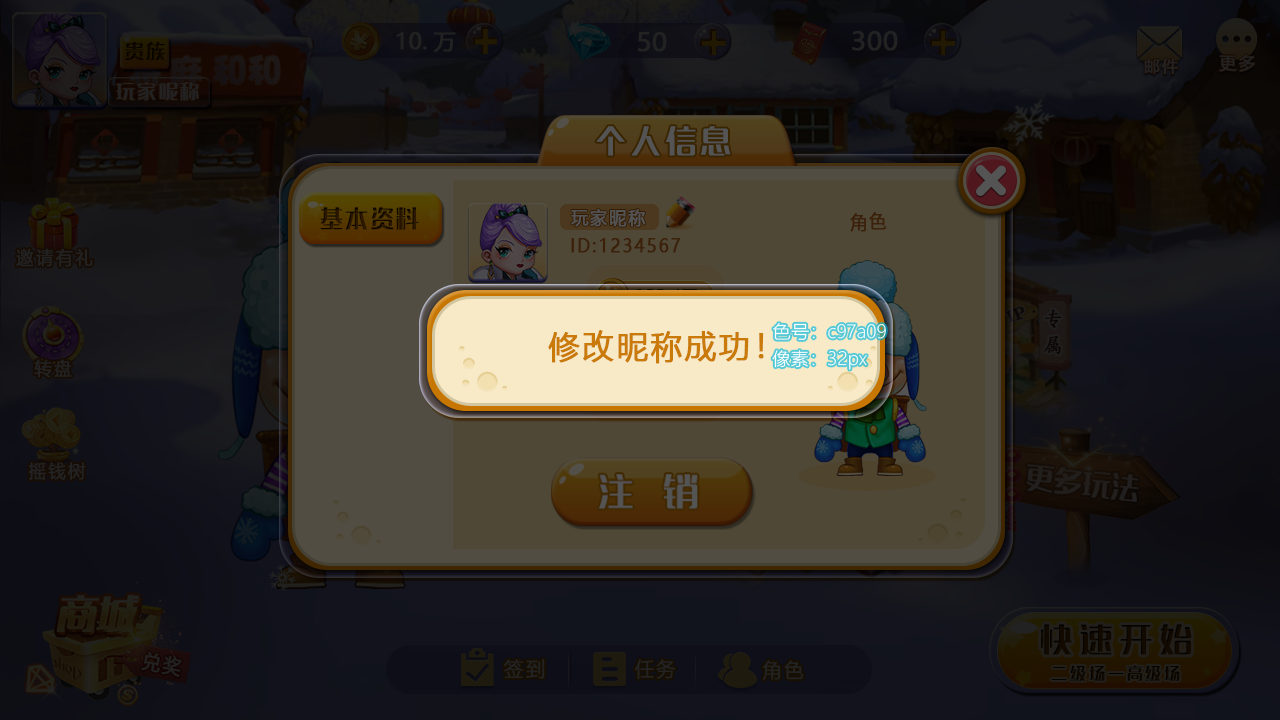 贵族
玩家昵称
和和
10.万
50
300
邮件
更多
个人信息
基本资料
玩家昵称
ID:1234567
角色
邀请有礼
转盘
摇钱树
专属
修改昵称成功!
色号：c97a09
像素：32px
注 销
更多玩法
商城
shop
兑奖
签到
任务
角色
快速开始
二级场—高级场